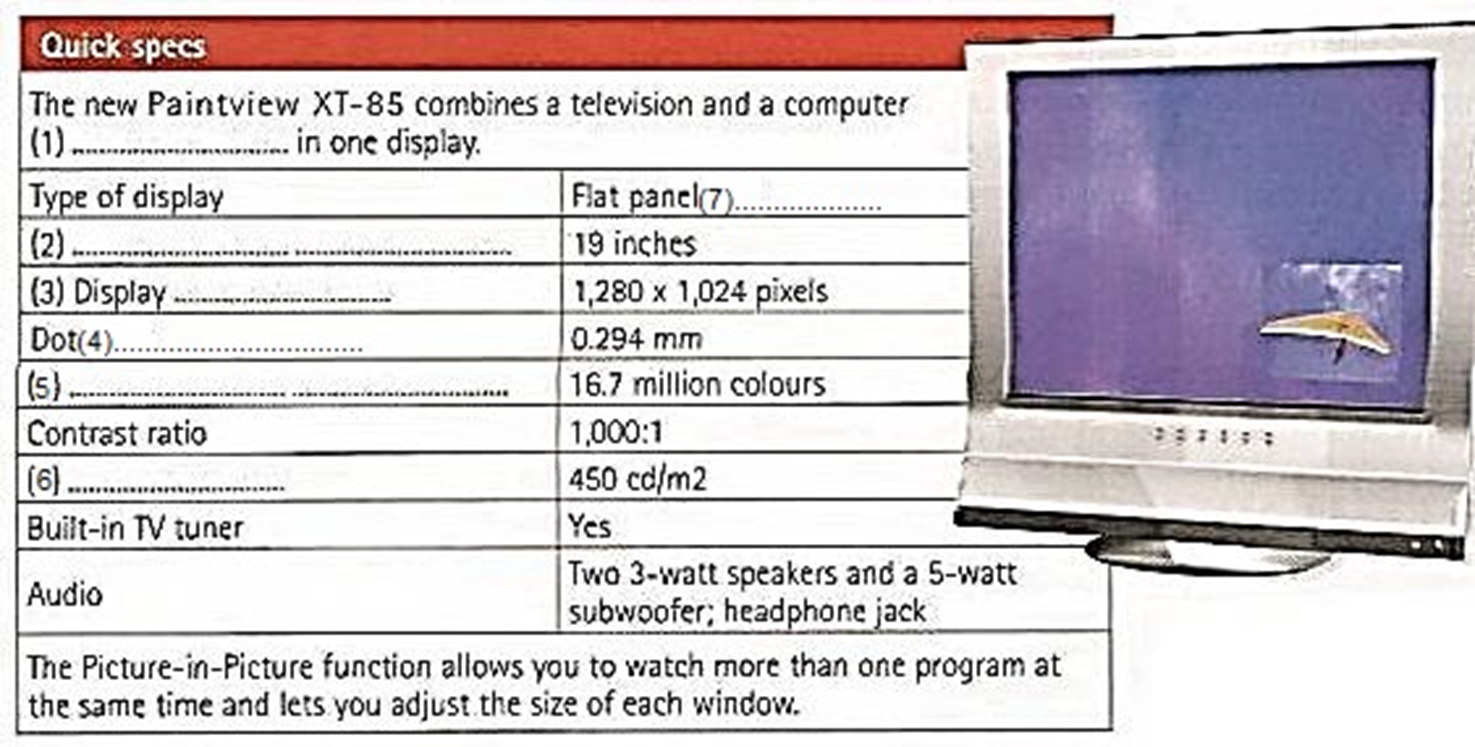 Quick specs
The new Paintview XT-85 combines a television and a computer
(1) ........................... in one display.
Type of display Flat panel(7)....................
(2) ........................... ........................... 19 inches
(3) Display ........................... 1,280 x 1,024 pixels
Dot(4)................................ 0.294 mm
(5) ........................... ........................... 16.7 million colours
Contrast ratio 1,000:1
(6) ........................... 450 cd/m2
Built-in TV tuner Yes
Audio Two 3-watt speakers and a 5-watt
subwoofer; headphone jack
The Picture-in-Picture function allows you to watch more than one program at
the same time and lets you adjust the size of each window.